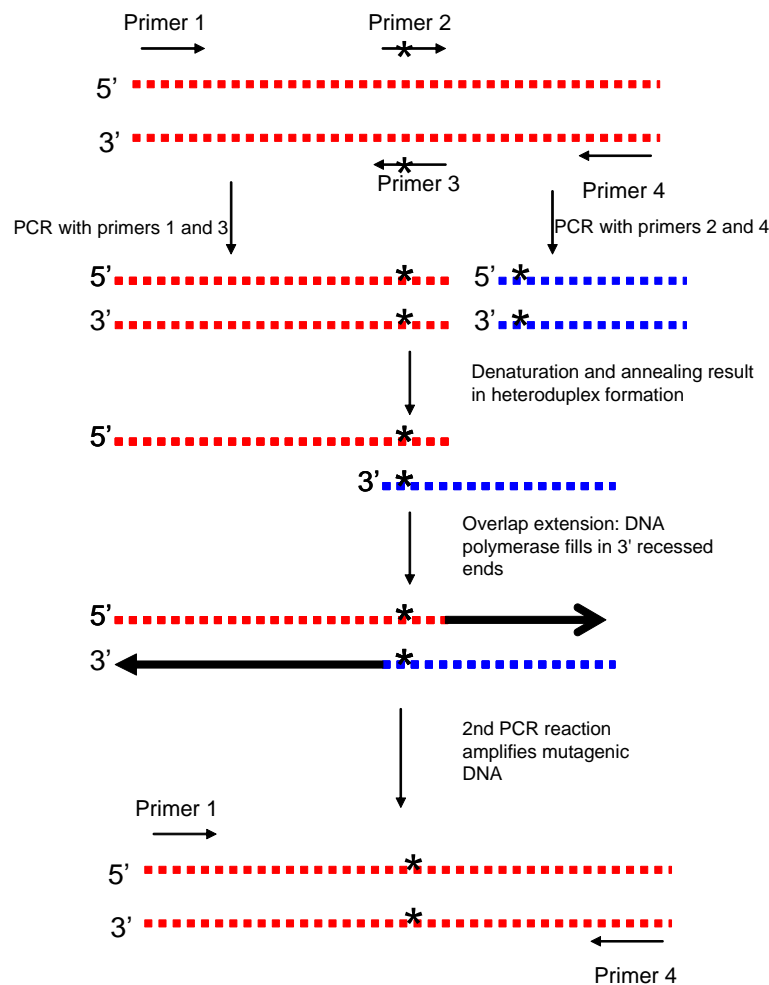 Primer 1
Primer 2
*
5’
3’
*
Primer 3
Primer 4
PCR with primers 1 and 3
PCR with primers 2 and 4
5’ * 5’ *
3’ * 3’ *
Denaturation and annealing result
in heteroduplex formation
5’ *
3’ *
Overlap extension: DNA
polymerase fills in 3' recessed
ends
5’ *
3’ *
2nd PCR reaction
amplifies mutagenic
DNA
Primer 1
5’ *
3’ *
Primer 4